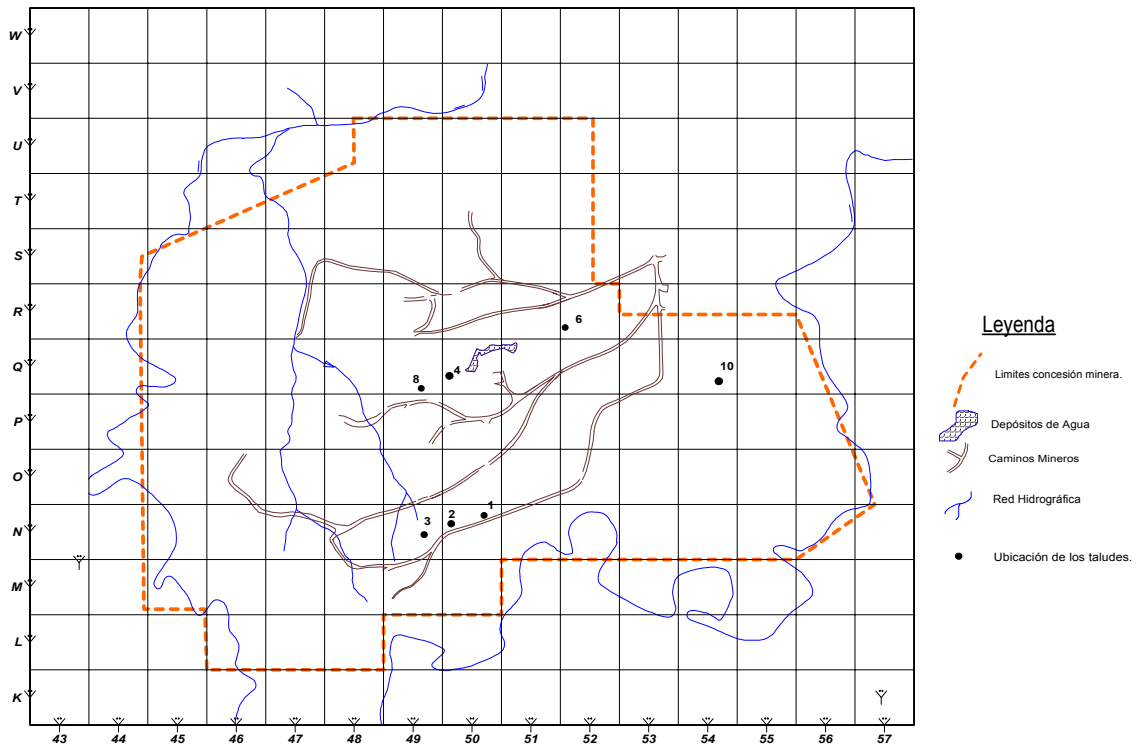 W
V
U
T
S
R
Q
P
O
N
M
L
K
6
4
8
10
1
2
3
43 44 45 46 47 48 49 50 51 52 53 54 55 56 57
Leyenda
Limites concesión minera.
Depósitos de Agua
Caminos Mineros
Red Hidrográfica
Ubicación de los taludes.